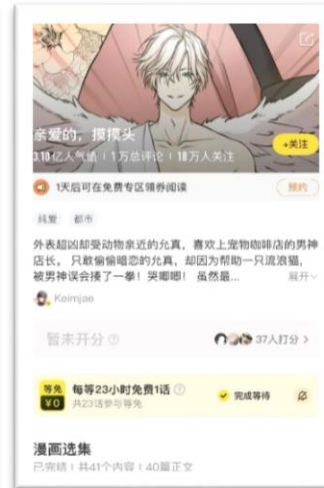 亲爱的，摸摸头
3.18亿人气值 | 1万总评论 | 18万人关注
+关注
1天后可在免费专区领券阅读
预约
纯爱 都市
外表超凶却受动物亲近的允真，喜欢上宠物咖啡店的男神
店长。 只敢偷偷暗恋的允真，却因为帮助一只流浪猫，
被男神误会揍了一拳！哭唧唧！ 虽然最...
展开
Keimjae
暂未开分
37人打分 >
等免
¥0
每等23小时免费1话
共23话参与等免
完成等待
漫画选集
已完结 | 共41个内容 | 40篇正文